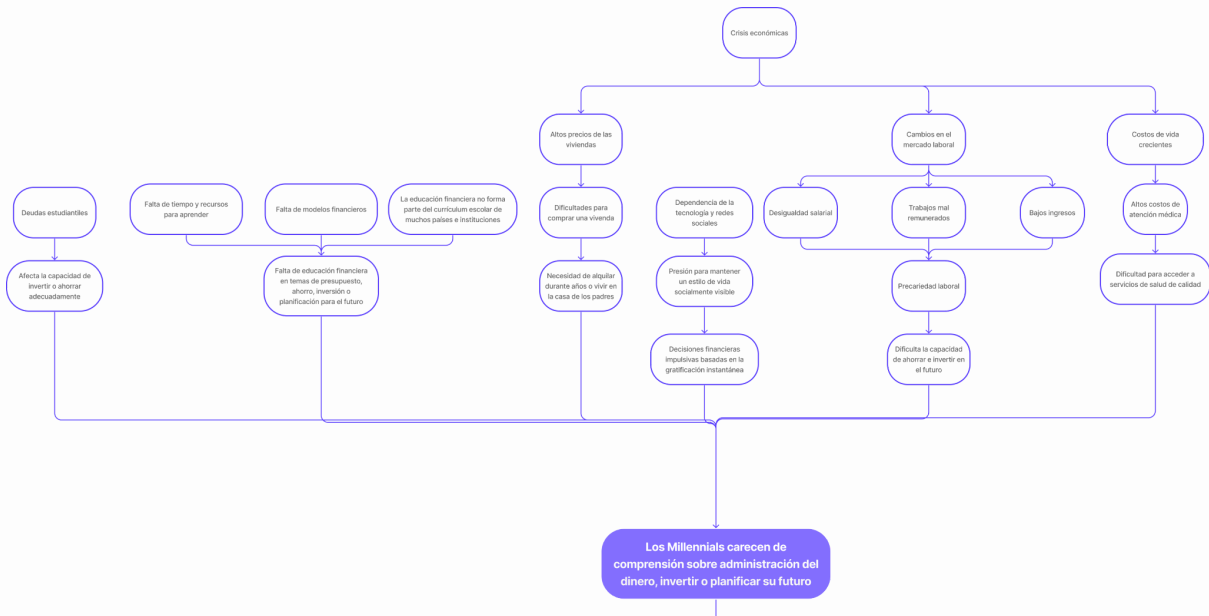 Crisis económicas
Altos precios de las
viviendas
Cambios en el
mercado laboral
Costos de vida
crecientes
Deudas estudiantiles
Falta de tiempo y recursos
para aprender
Falta de modelos financieros
La educación financiera no forma
parte del currículum escolar de
muchos países e instituciones
Dificultades para
comprar una vivenda
Dependencia de la
tecnología y redes
sociales
Desigualdad salarial
Trabajos mal
remunerados
Bajos ingresos
Altos costos de
atención médica
Afecta la capacidad de
invertir o ahorrar
adecuadamente
Falta de educación financiera
en temas de presupuesto,
ahorro, inversión o
planificación para el futuro
Necesidad de alquilar
durante años o vivir en
la casa de los padres
Presión para mantener
un estilo de vida
socialmente visible
Precariedad laboral
Dificultad para acceder a
servicios de salud de calidad
Decisiones financieras
impulsivas basadas en la
gratificación instantánea
Dificulta la capacidad
de ahorrar e invertir en
el futuro
Los Millennials carecen de
comprensión sobre administración del
dinero, invertir o planificar su futuro